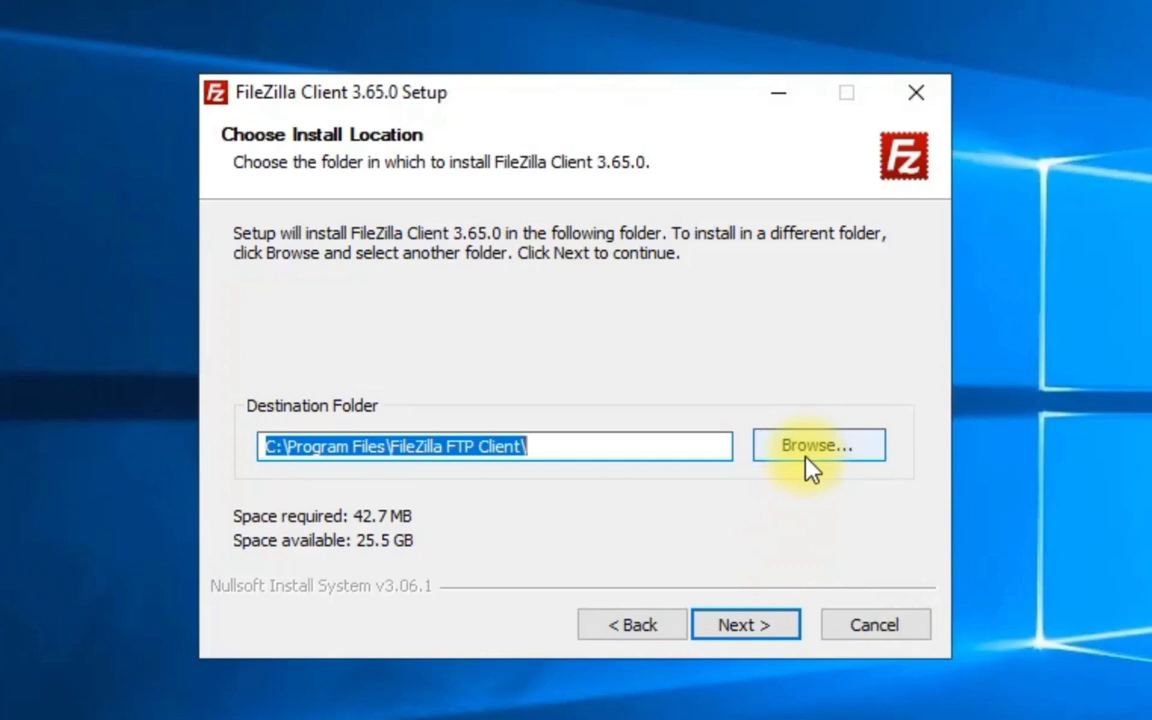 FileZilla Client 3.65.0 Setup
Choose Install Location
Choose the folder in which to install FileZilla Client 3.65.0.
Fz
Setup will install FileZilla Client 3.65.0 in the following folder. To install in a different folder,
click Browse and select another folder. Click Next to continue.
Destination Folder
C:\Program Files\FileZilla FTP Client\
Browse...
Space required: 42.7 MB
Space available: 25.5 GB
Nullsoft Install System v3.06.1
< Back
Next >
Cancel